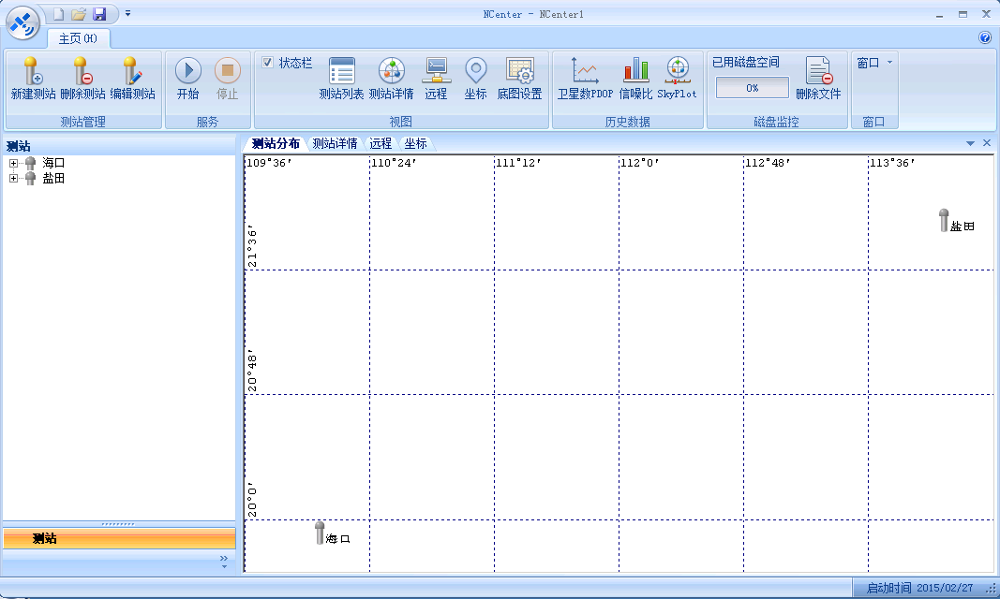 NCenter - NCenter1
主页(H)
新建测站 删除测站 编辑测站
测站管理
开始 停止
服务
状态栏
测站列表 测站详情 远程 坐标 底图设置
视图
卫星数PDOP 信噪比 SkyPlot
历史数据
已用磁盘空间
0%
删除文件
磁盘监控
窗口
窗口
测站
海口
盐田
测站
测站分布 测站详情 远程 坐标
109°36′ 110°24′ 111°12′ 112°0′ 112°48′ 113°36′
21°36′
20°48′
20°0′
盐田
海口
启动时间 2015/02/27